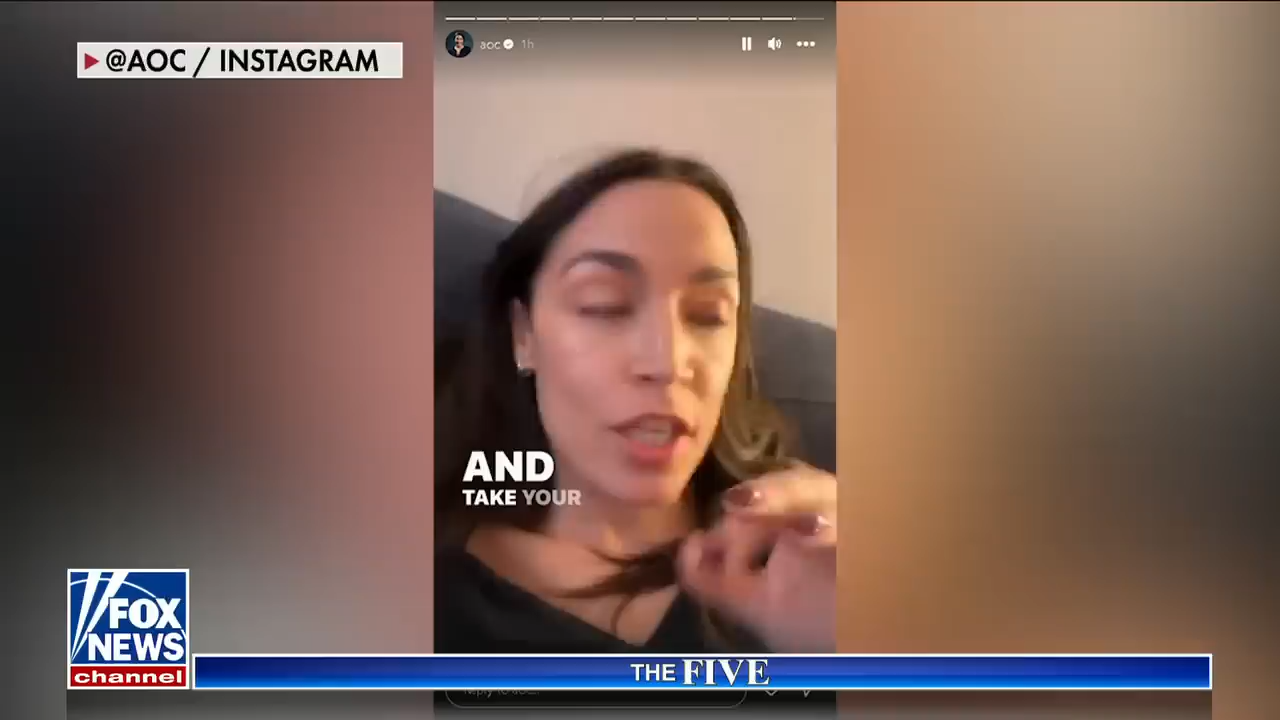 @AOC / INSTAGRAM
aoc 1h
AND
TAKE YOUR
FOX
NEWS
channel
THE FIVE